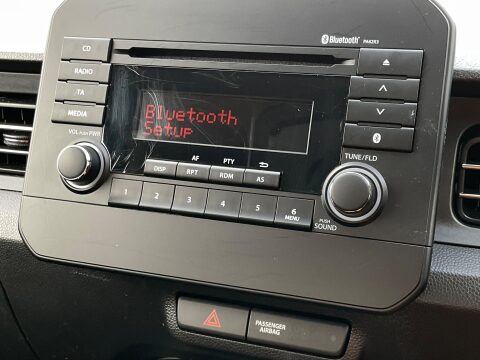 Bluetooth PA42R3
CD
RADIO
TA
MEDIA
VOL PUSH PWR
Bluetooth
Setup
AF PTY
DISP RPT RDM AS
1 2 3 4 5 6
MENU
TUNE/FLD
PUSH
SOUND
PASSENGER
AIRBAG